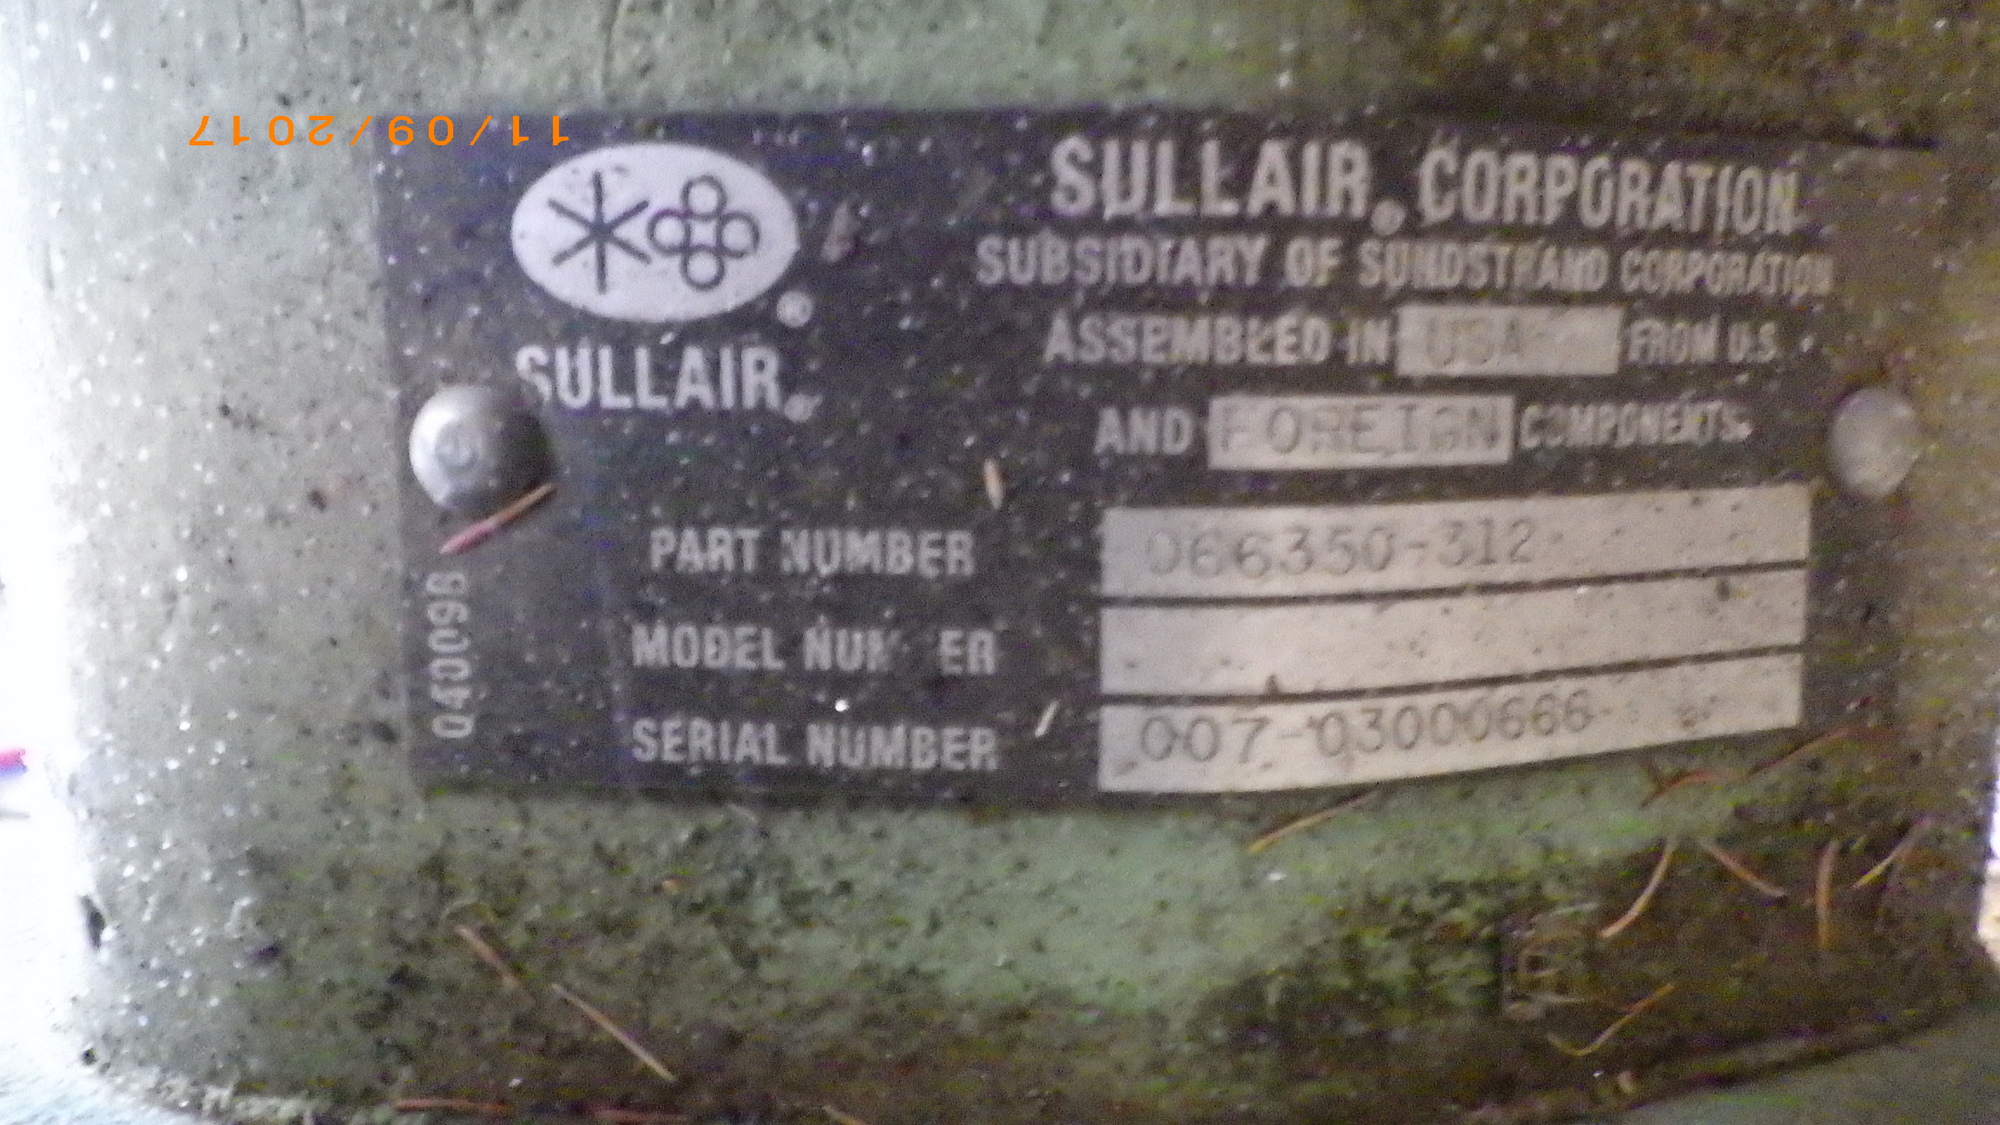 11/09/2017
SULLAIR® CORPORATION
SUBSIDIARY OF SUNDSTRAND CORPORATION
®
SULLAIR®
ASSEMBLED IN USA FROM U.S.
AND FOREIGN COMPONENTS.
PART NUMBER 066350-312
MODEL NUM ER
SERIAL NUMBER 007-03000666
040098